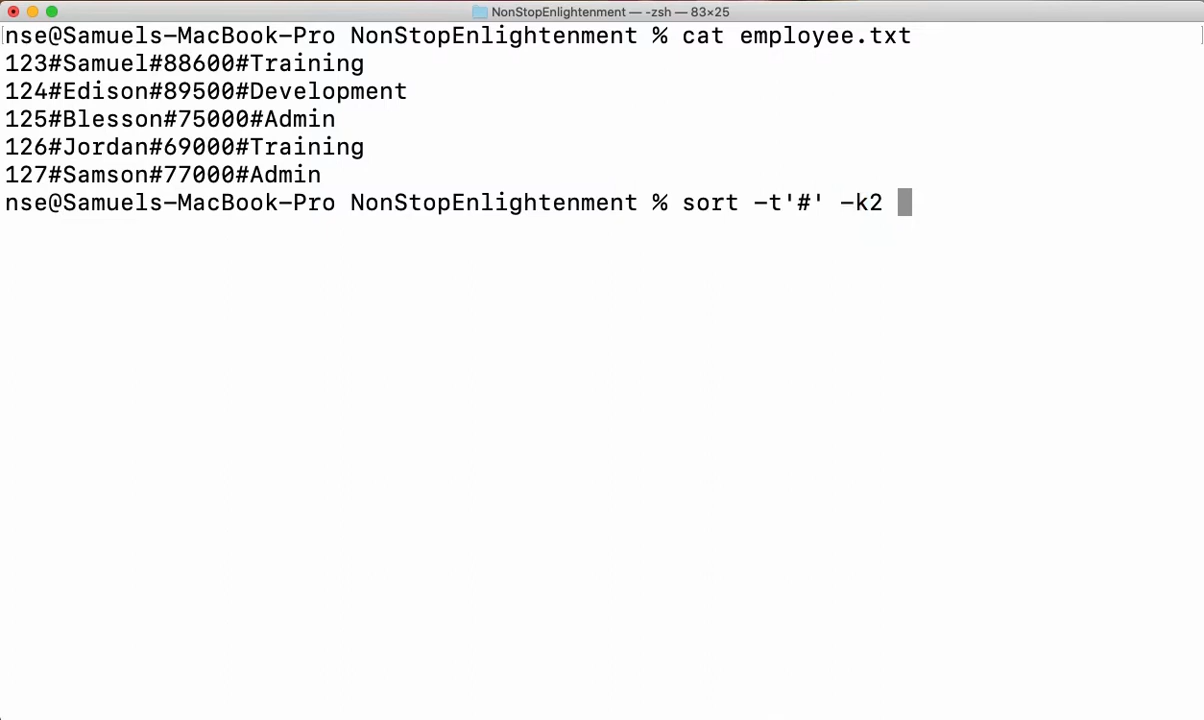 NonStopEnlightenment — -zsh — 83×25
nse@Samuels-MacBook-Pro NonStopEnlightenment % cat employee.txt
123#Samuel#88600#Training
124#Edison#89500#Development
125#Blesson#75000#Admin
126#Jordan#69000#Training
127#Samson#77000#Admin
nse@Samuels-MacBook-Pro NonStopEnlightenment % sort -t'#' -k2